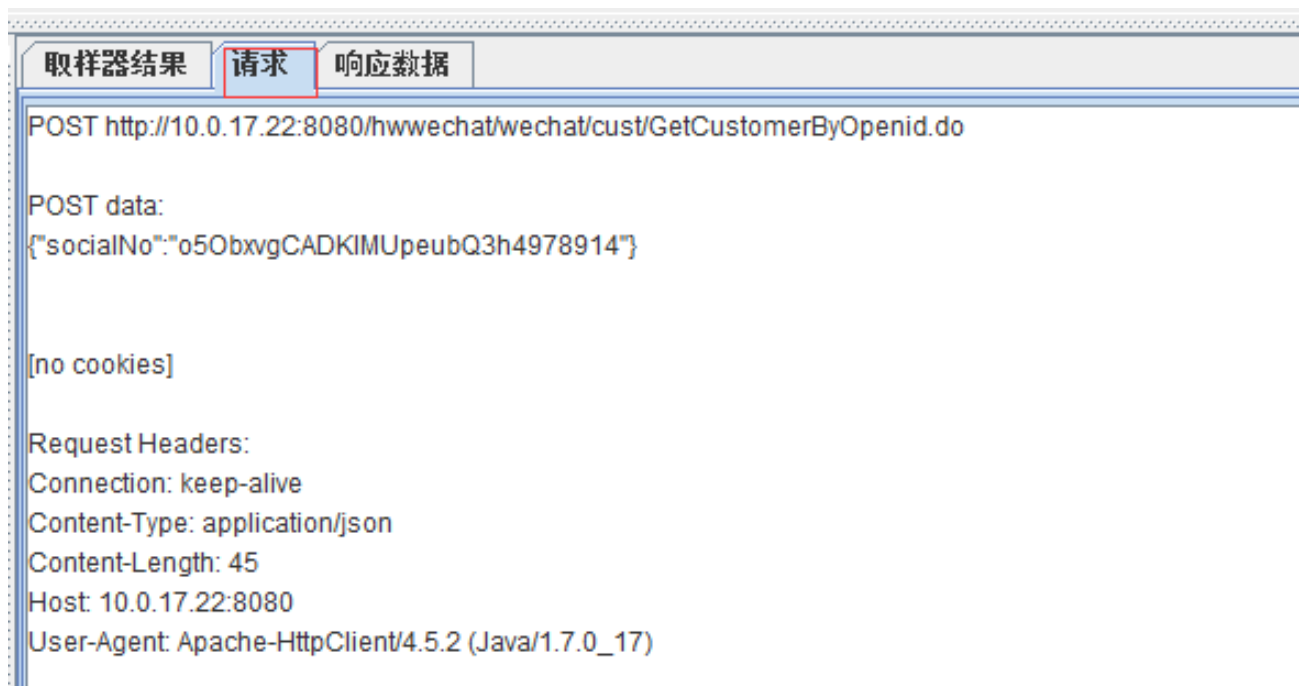 取样器结果 请求 响应数据
POST http://10.0.17.22:8080/hwwechat/wechat/cust/GetCustomerByOpenid.do
POST data:
{"socialNo":"o5ObxvgCADKIMUpeubQ3h4978914"}
[no cookies]
Request Headers:
Connection: keep-alive
Content-Type: application/json
Content-Length: 45
Host: 10.0.17.22:8080
User-Agent: Apache-HttpClient/4.5.2 (Java/1.7.0_17)